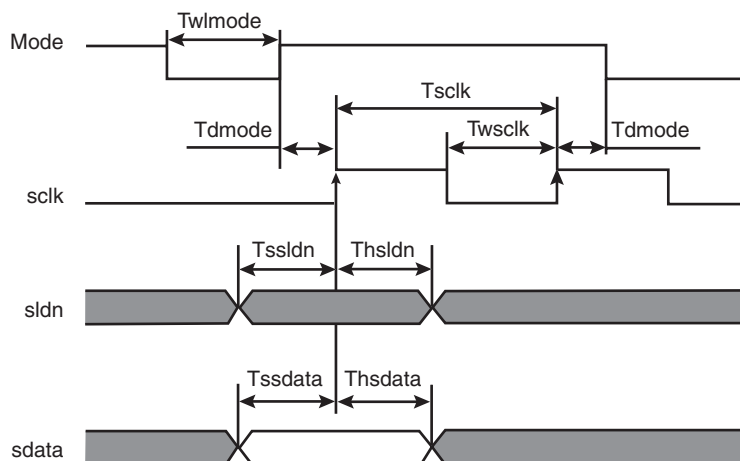 Twlmode
Mode
Tsclk
Tdmode
Twsclk
Tdmode
sclk
Tssldn
Thsldn
sldn
Tssdata
Thsdata
sdata